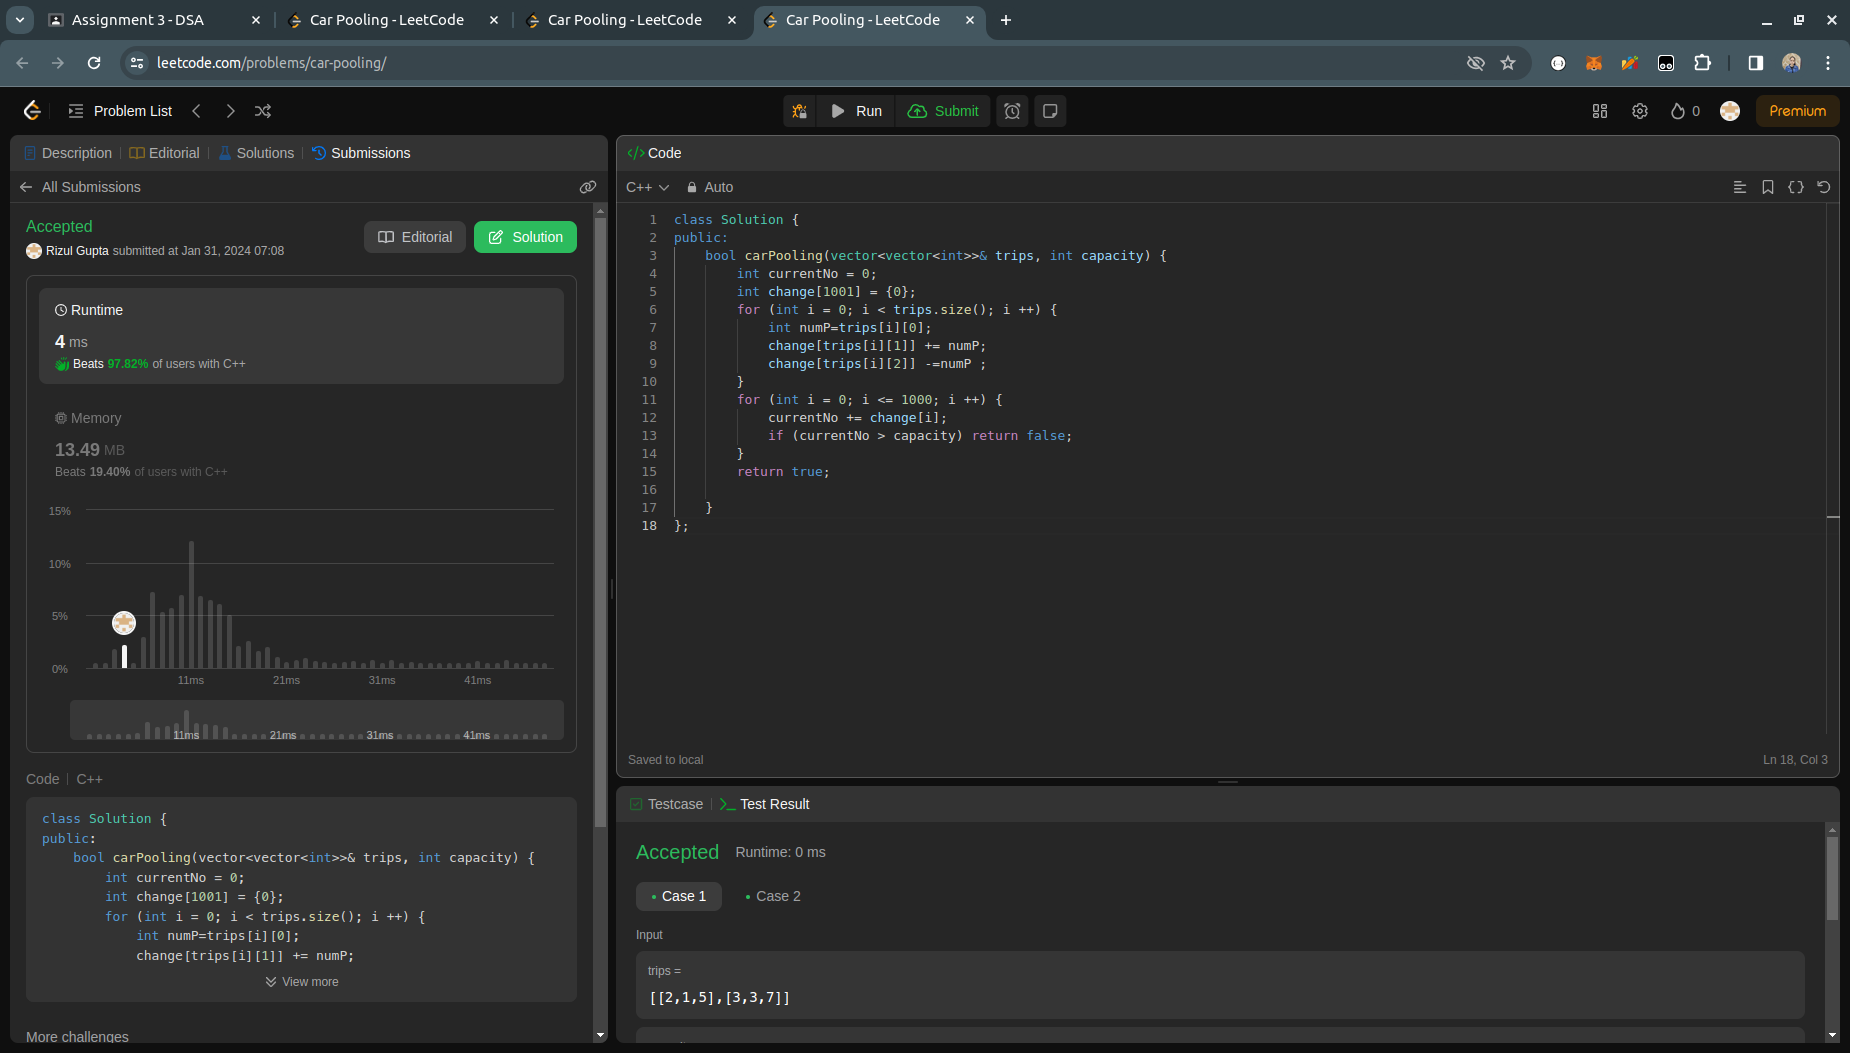 Assignment 3 - DSA
Car Pooling - LeetCode
Car Pooling - LeetCode
Car Pooling - LeetCode
leetcode.com/problems/car-pooling/
Problem List
Run
Submit
0
Premium
Description
Editorial
Solutions
Submissions
All Submissions
Accepted
Rizul Gupta submitted at Jan 31, 2024 07:08
Editorial
Solution
Runtime
4 ms
Beats 97.82% of users with C++
Memory
13.49 MB
Beats 19.40% of users with C++
15%
10%
5%
0%
11ms 21ms 31ms 41ms
11ms 21ms 31ms 41ms
Code | C++
class Solution {
public:
    bool carPooling(vector<vector<int>>& trips, int capacity) {
        int currentNo = 0;
        int change[1001] = {0};
        for (int i = 0; i < trips.size(); i ++) {
            int numP=trips[i][0];
            change[trips[i][1]] += numP;
View more
More challenges
</> Code
C++
Auto
1 class Solution {
2 public:
3     bool carPooling(vector<vector<int>>& trips, int capacity) {
4         int currentNo = 0;
5         int change[1001] = {0};
6         for (int i = 0; i < trips.size(); i ++) {
7             int numP=trips[i][0];
8             change[trips[i][1]] += numP;
9             change[trips[i][2]] -=numP ;
10         }
11         for (int i = 0; i <= 1000; i ++) {
12             currentNo += change[i];
13             if (currentNo > capacity) return false;
14         }
15         return true;
16
17     }
18 };
Saved to local
Ln 18, Col 3
Testcase
Test Result
Accepted
Runtime: 0 ms
Case 1
Case 2
Input
trips =
[[2,1,5],[3,3,7]]